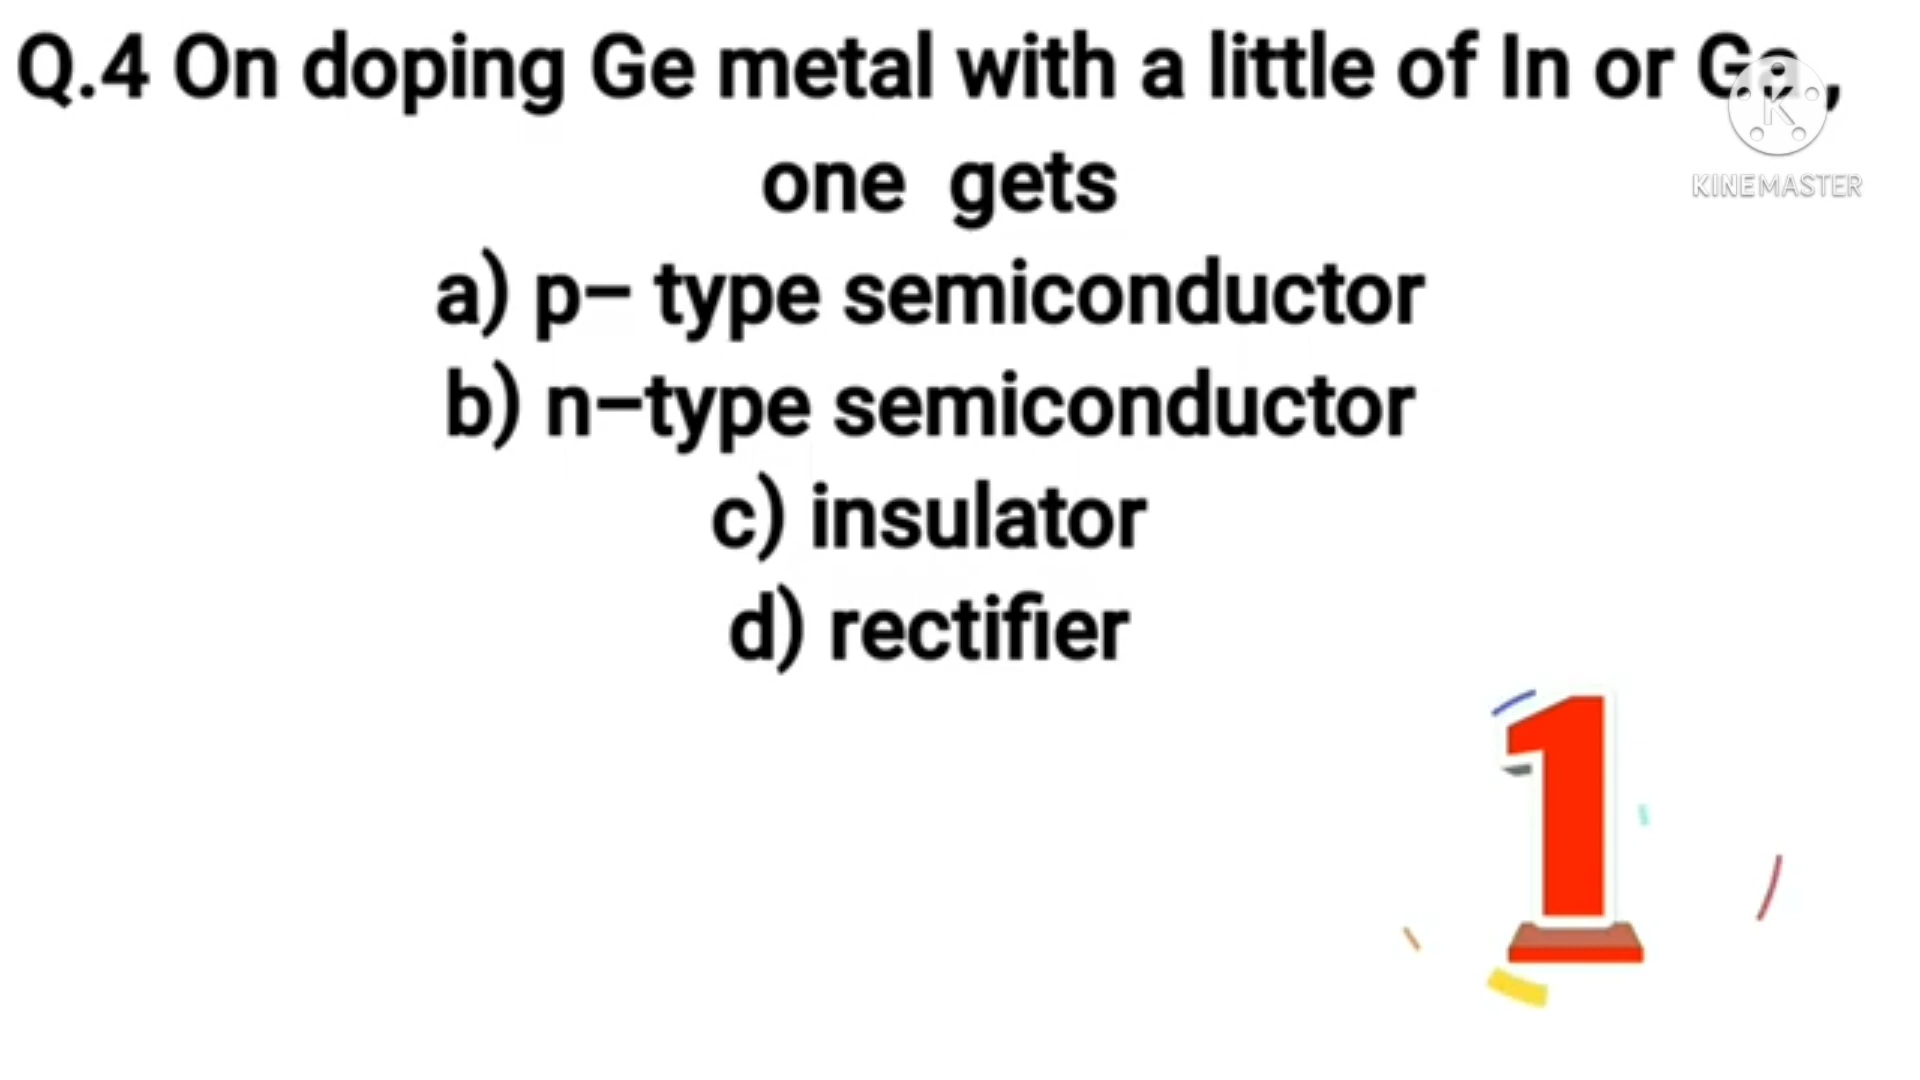 Q.4 On doping Ge metal with a little of In or Ga ,
one gets
a) p– type semiconductor
b) n–type semiconductor
c) insulator
d) rectifier
K
KINEMASTER
1